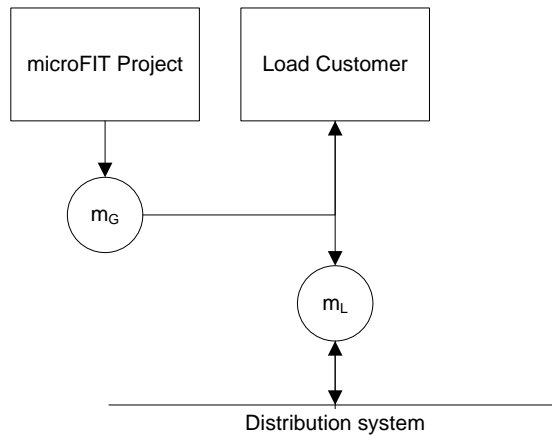 microFIT Project
Load Customer
mG
mL
Distribution system